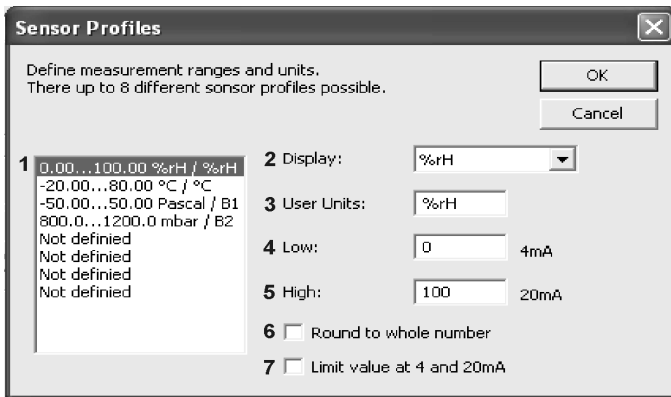 Sensor Profiles
Define measurement ranges and units.
There up to 8 different sonsor profiles possible.
OK
Cancel
1
0.00...100.00 %rH / %rH
-20.00...80.00 °C / °C
-50.00...50.00 Pascal / B1
800.0...1200.0 mbar / B2
Not definied
Not definied
Not definied
Not definied
2 Display: %rH
3 User Units: %rH
4 Low: 0 4mA
5 High: 100 20mA
6 Round to whole number
7 Limit value at 4 and 20mA